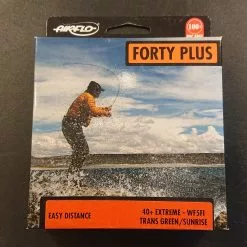 AIRFLO
FORTY PLUS
100+
EASY DISTANCE
40+ EXTREME - WF5FI
TRANS GREEN/SUNRISE